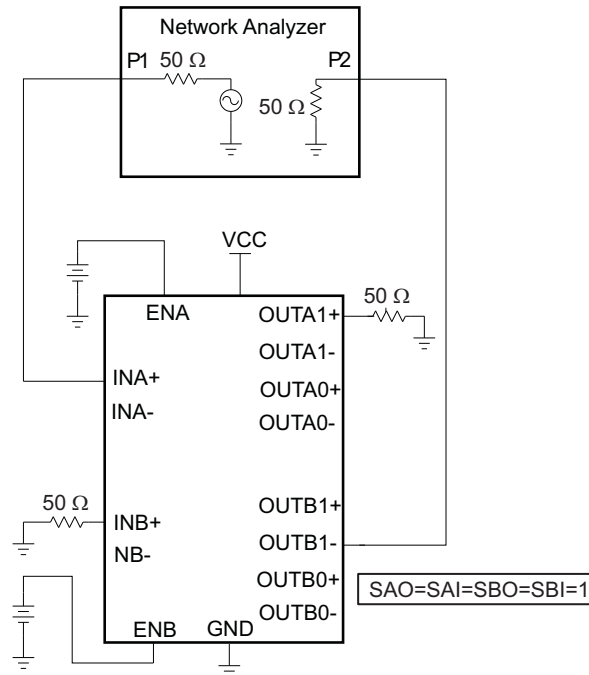 Network Analyzer
P1 50 Ω P2
50 Ω
VCC
ENA
50 Ω
OUTA1+
OUTA1-
INA+
OUTA0+
INA-
OUTA0-
50 Ω
INB+
OUTB1+
NB-
OUTB1-
OUTB0+
SAO=SAI=SBO=SBI=1
OUTB0-
ENB GND